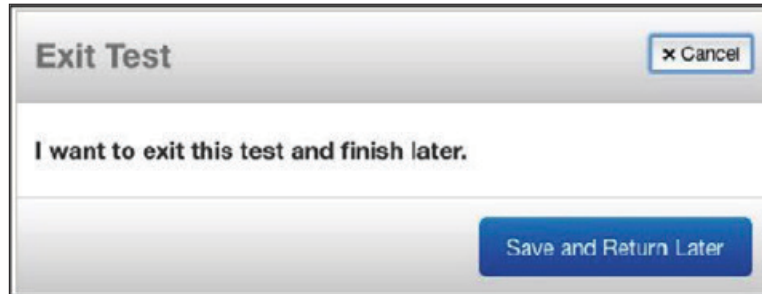 Exit Test
× Cancel
I want to exit this test and finish later.
Save and Return Later